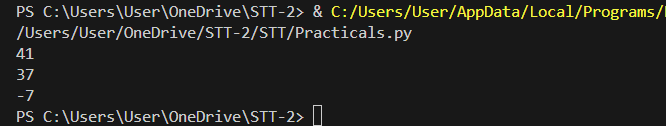 PS C:\Users\User\OneDrive\STT-2> & C:/Users/User/AppData/Local/Programs/
/Users/User/OneDrive/STT-2/STT/Practicals.py
41
37
-7
PS C:\Users\User\OneDrive\STT-2>